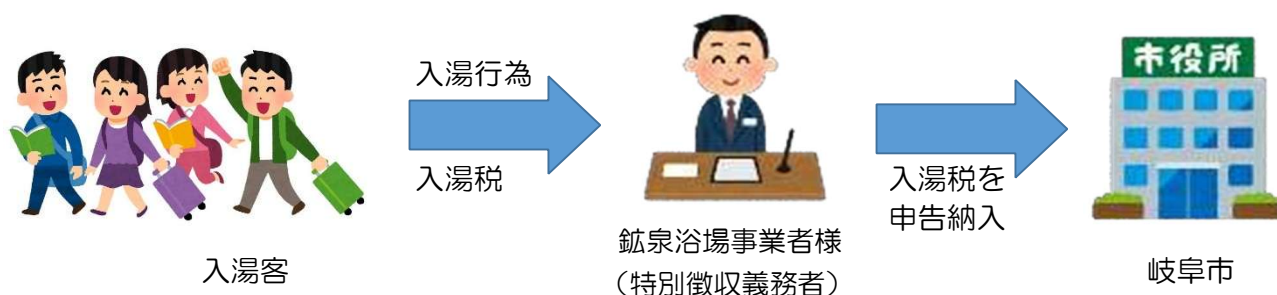 入湯行為
入湯税
入湯客
鉱泉浴場事業者様
（特別徴収義務者）
入湯税を
申告納入
市役所
岐阜市